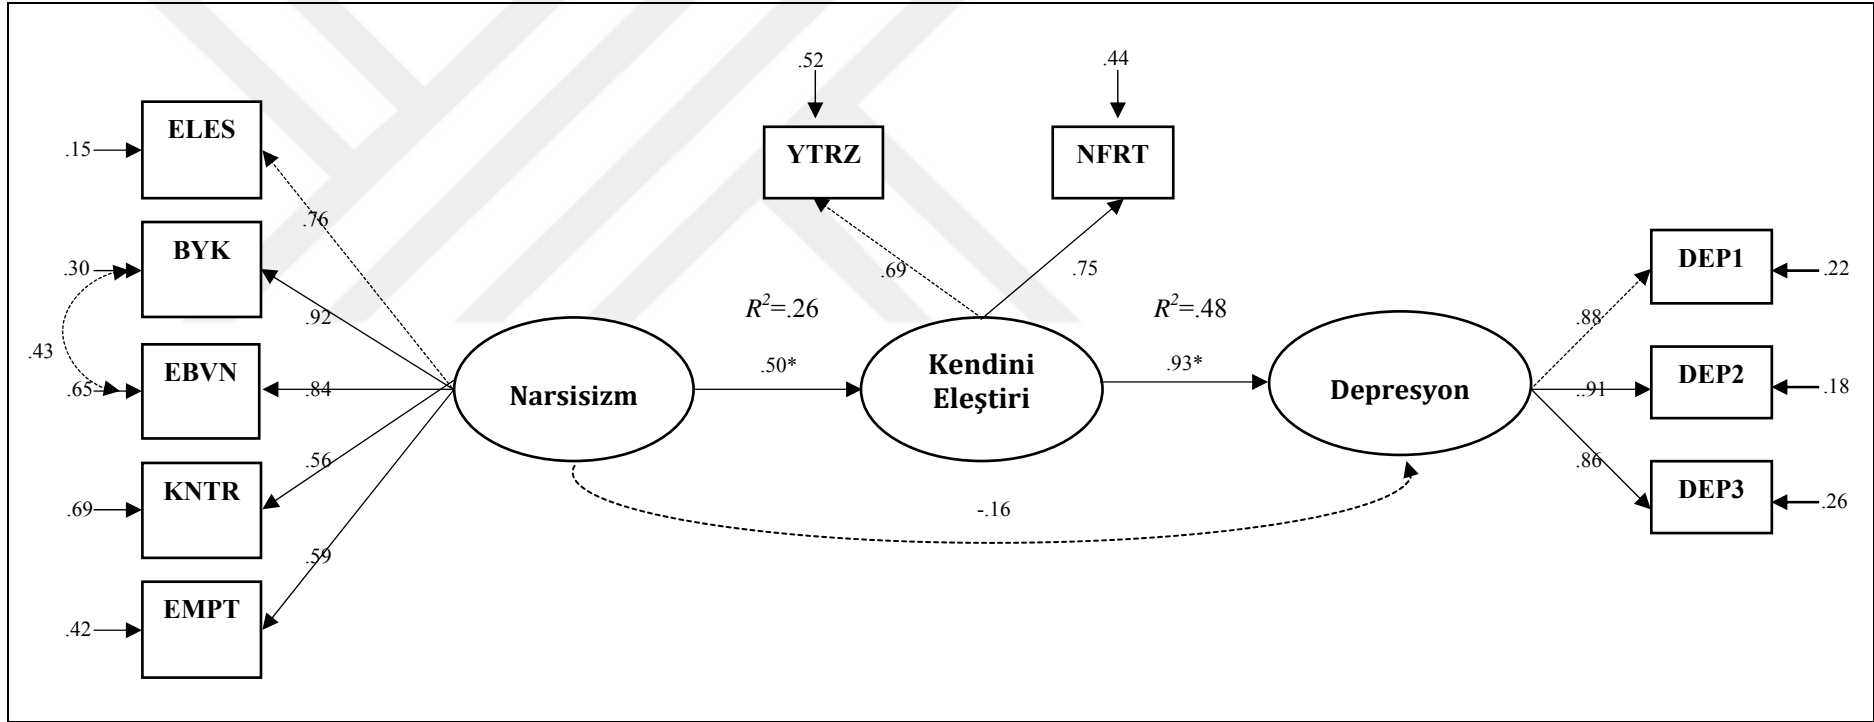 .52
.44
ELES
.15
YTRZ
NFRT
.76
BYK
.30
.69
.75
DEP1
.22
.88
R²=.26
R²=.48
.92
.43
EBVN
.65
.84
Narsisizm
.50*
Kendini
Eleştiri
.93*
Depresyon
DEP2
.91
.18
.56
KNTR
.69
-.16
.86
DEP3
.26
.59
EMPT
.42